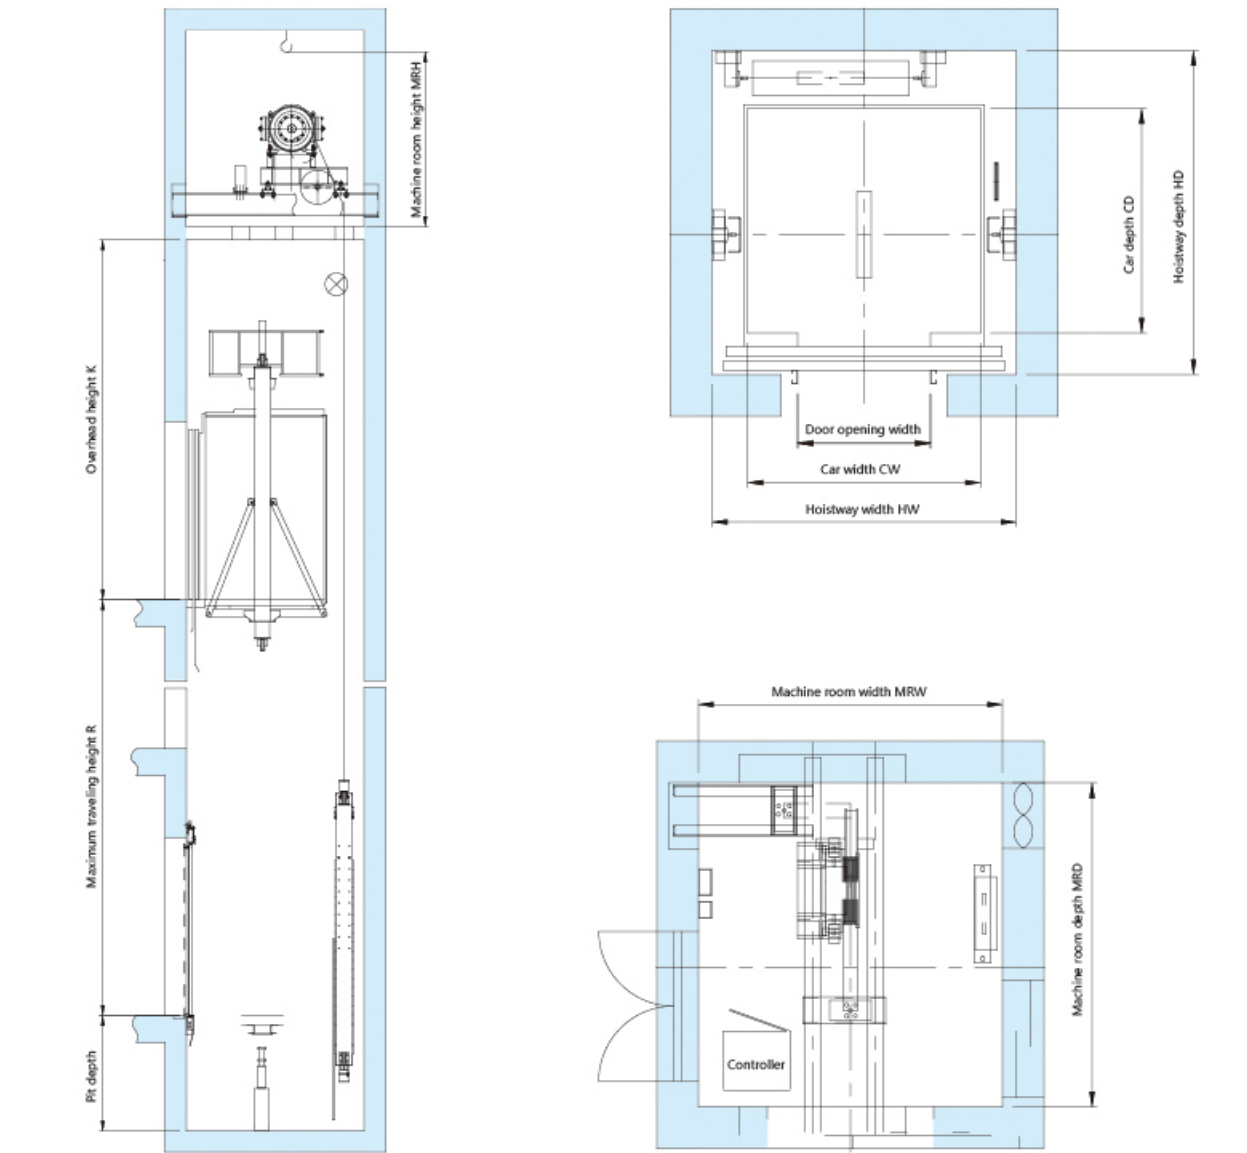 Machine room height MRH
Overhead height K
Maximum traveling height R
Pit depth
Car depth CD
Hoistway depth HD
Door opening width
Car width CW
Hoistway width HW
Machine room width MRW
Machine room depth MRD
Controller